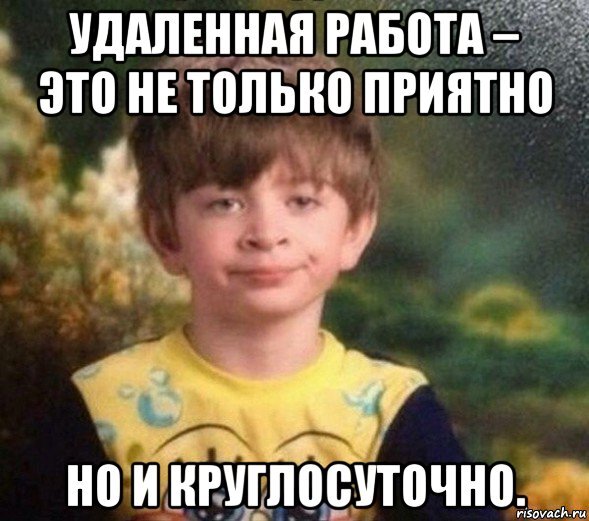 УДАЛЕННАЯ РАБОТА –
ЭТО НЕ ТОЛЬКО ПРИЯТНО
НО И КРУГЛОСУТОЧНО.
risovach.ru